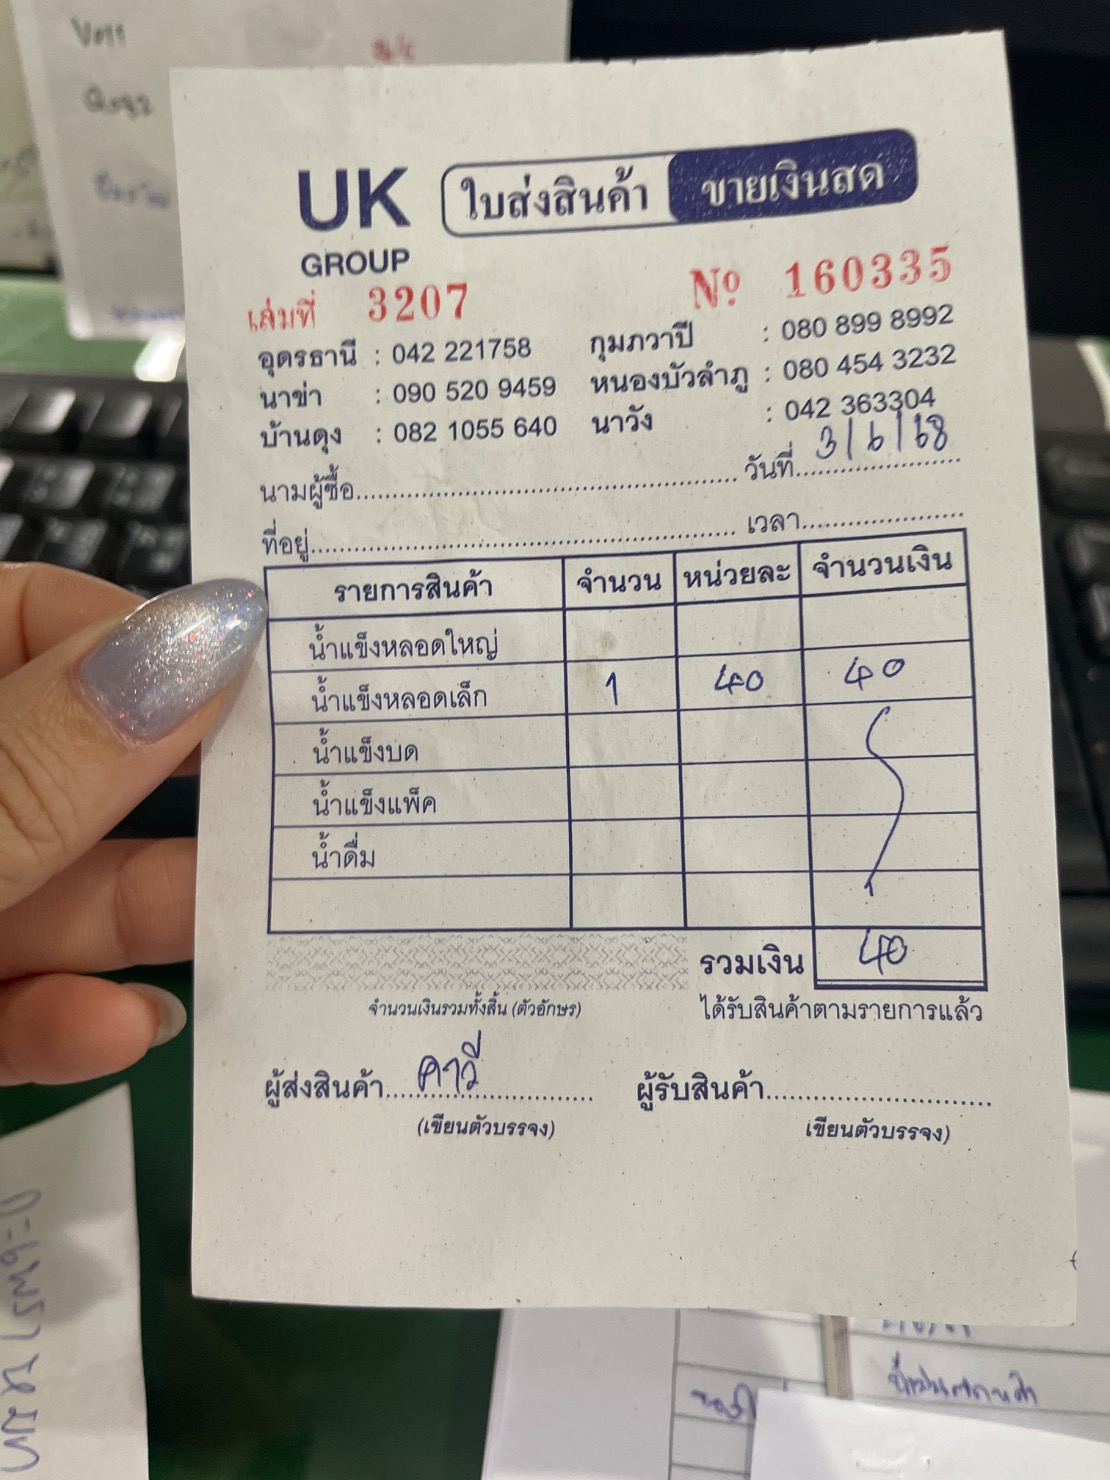 UK
GROUP
ใบส่งสินค้า ขายเงินสด
เล่มที่ 3207 Nº 160335
อุดรธานี : 042 221758 กุมภวาปี : 080 899 8992
นาข่า : 090 520 9459 หนองบัวลำภู : 080 454 3232
บ้านดุง : 082 1055 640 นาวัง : 042 363304
นามผู้ซื้อ วันที่ 3/6/68
ที่อยู่ เวลา
รายการสินค้า จำนวน หน่วยละ จำนวนเงิน
น้ำแข็งหลอดใหญ่
น้ำแข็งหลอดเล็ก 1 40 40
น้ำแข็งบด
น้ำแข็งแพ็ค
น้ำดื่ม
รวมเงิน 40
จำนวนเงินรวมทั้งสิ้น (ตัวอักษร) ได้รับสินค้าตามรายการแล้ว
ผู้ส่งสินค้า คาวี ผู้รับสินค้า
(เขียนตัวบรรจง) เขียนตัวบรรจง)